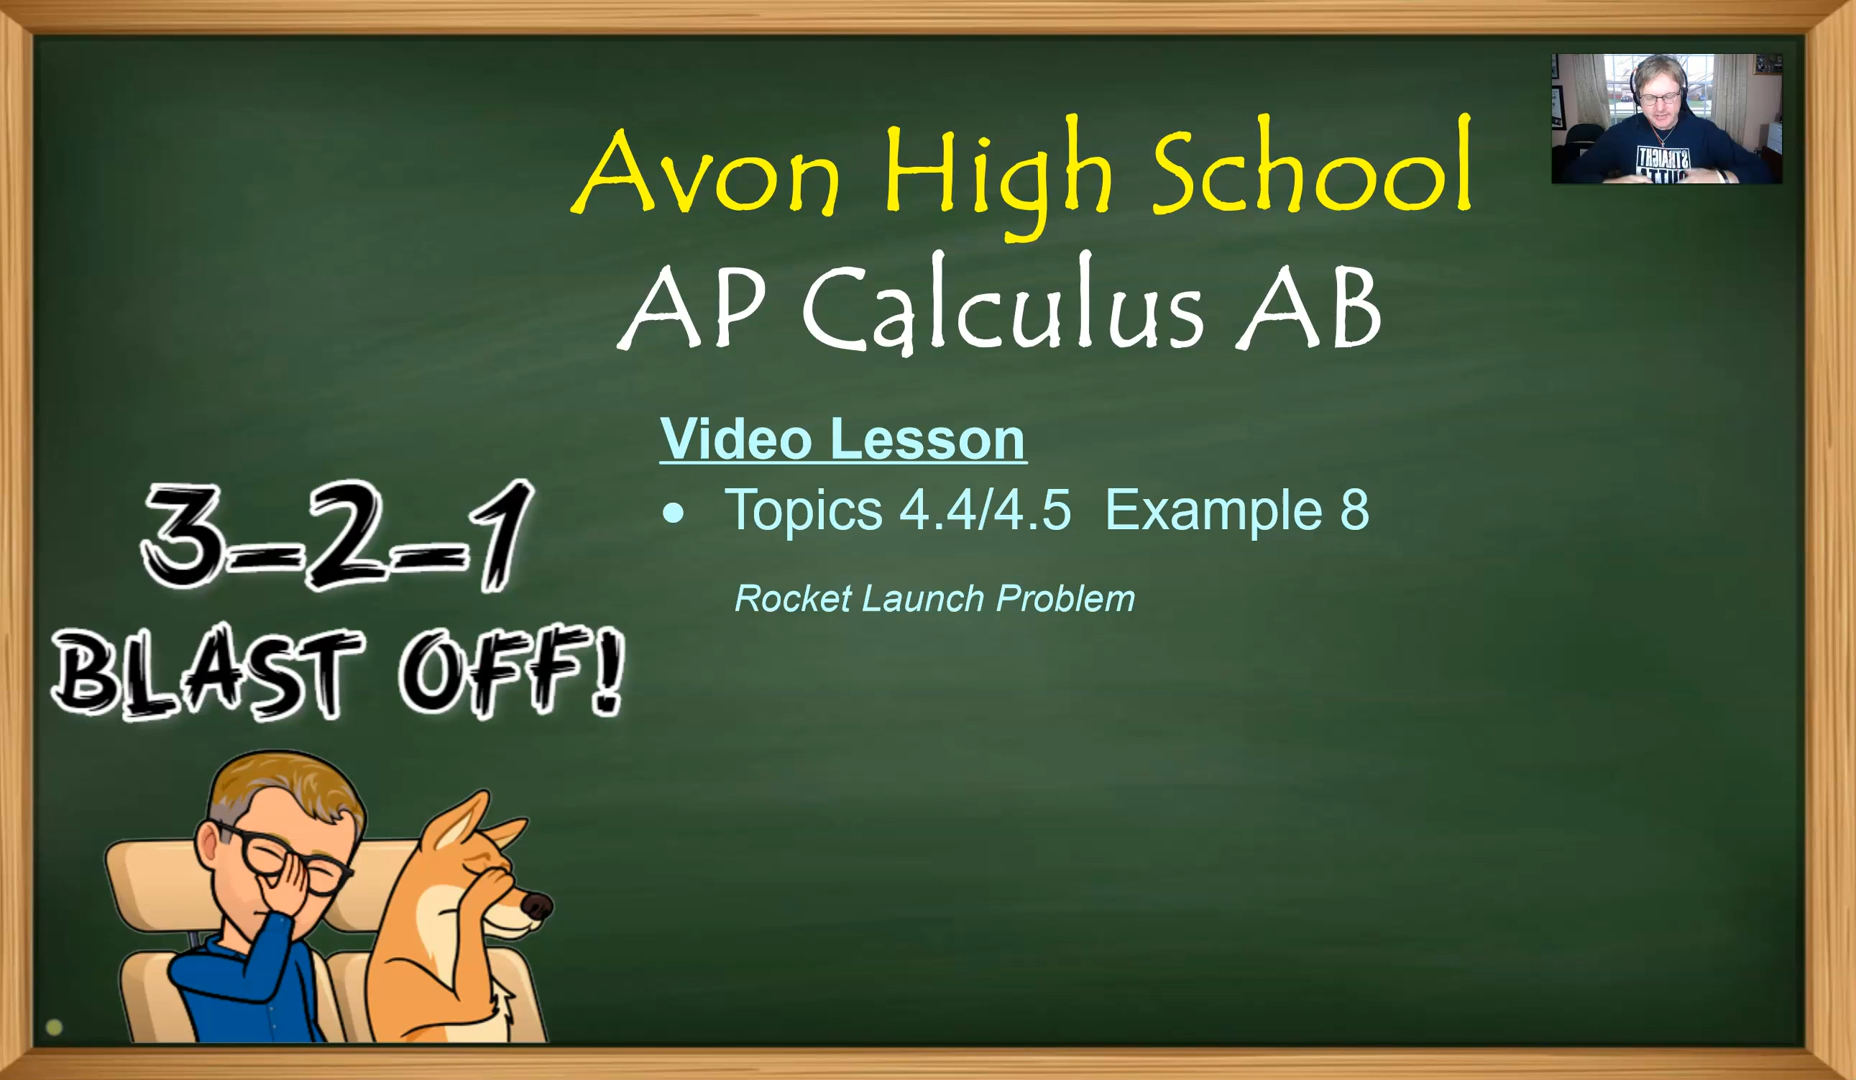 Avon High School
AP Calculus AB
Video Lesson
• Topics 4.4/4.5 Example 8
Rocket Launch Problem
3-2-1
BLAST OFF!
STRAIGHT